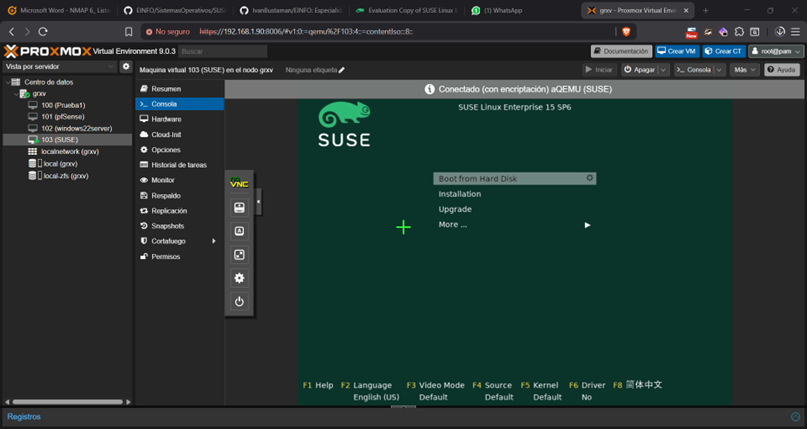 Microsoft Word - NMAP 6_ Lista
EINFO/SistemasOperativos/SUS
IvanBustaman/EINFO: Especialid
Evaluation Copy of SUSE Linux E
(1) WhatsApp
grxv - Proxmox Virtual Environm
No seguro https://192.168.1.90:8006/#v1:0:=qemu%2F103:4:=contentIso::8::
PROXMOX Virtual Environment 9.0.3 Buscar Documentación Crear VM Crear CT root@pam
Vista por servidor
Centro de datos
grxv
100 (Prueba1)
101 (pfSense)
102 (windows22server)
103 (SUSE)
localnetwork (grxv)
local (grxv)
local-zfs (grxv)
Maquina virtual 103 (SUSE) en el nodo grxv Ninguna etiqueta Iniciar Apagar Consola Más Ayuda
Resumen
Consola
Hardware
Cloud-Init
Opciones
Historial de tareas
Monitor
Respaldo
Replicación
Snapshots
Cortafuego
Permisos
Conectado (con encriptación) aQEMU (SUSE)
VNC
SUSE
SUSE Linux Enterprise 15 SP6
Boot from Hard Disk
Installation
Upgrade
More ...
F1 Help F2 Language F3 Video Mode F4 Source F5 Kernel F6 Driver F8 简体中文
English (US) Default Default Default No
Registros